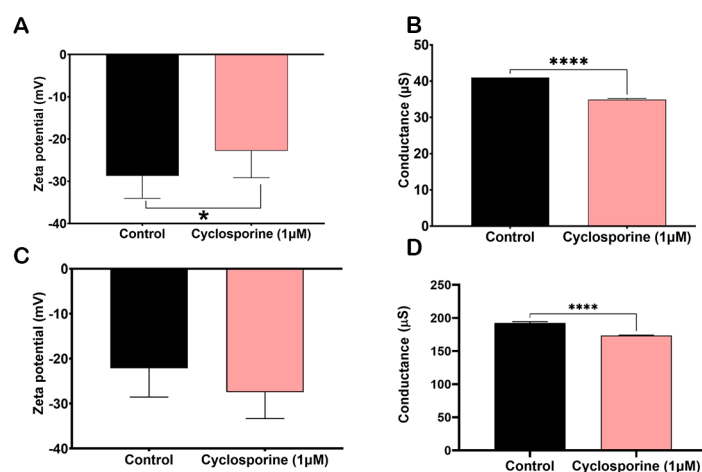 A
Zeta potential (mV)
0
-10
-20
-30
-40
*
Control
Cyclosporine (1µM)
B
Conductance (µS)
50
40
30
20
10
0
****
Control
Cyclosporine (1µM)
C
Zeta potential (mV)
0
-10
-20
-30
-40
Control
Cyclosporine (1µM)
D
Conductance (µS)
250
200
150
100
50
0
****
Control
Cyclosporine (1µM)